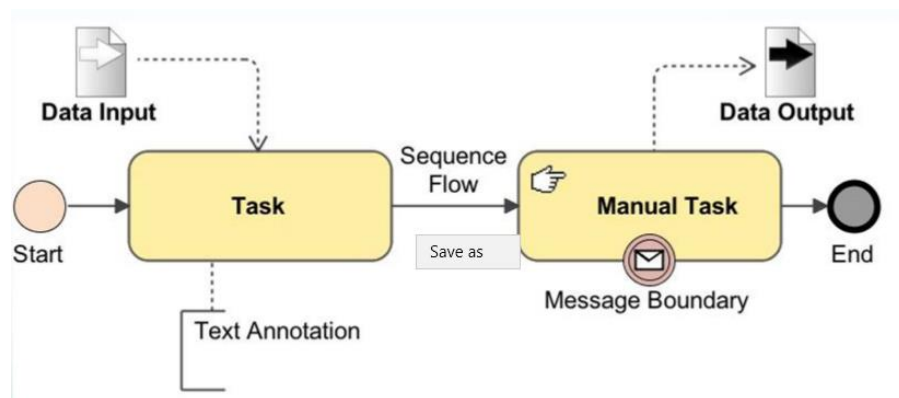 Data Input
Data Output
Sequence
Flow
Task
Manual Task
Start
Save as
End
Message Boundary
Text Annotation